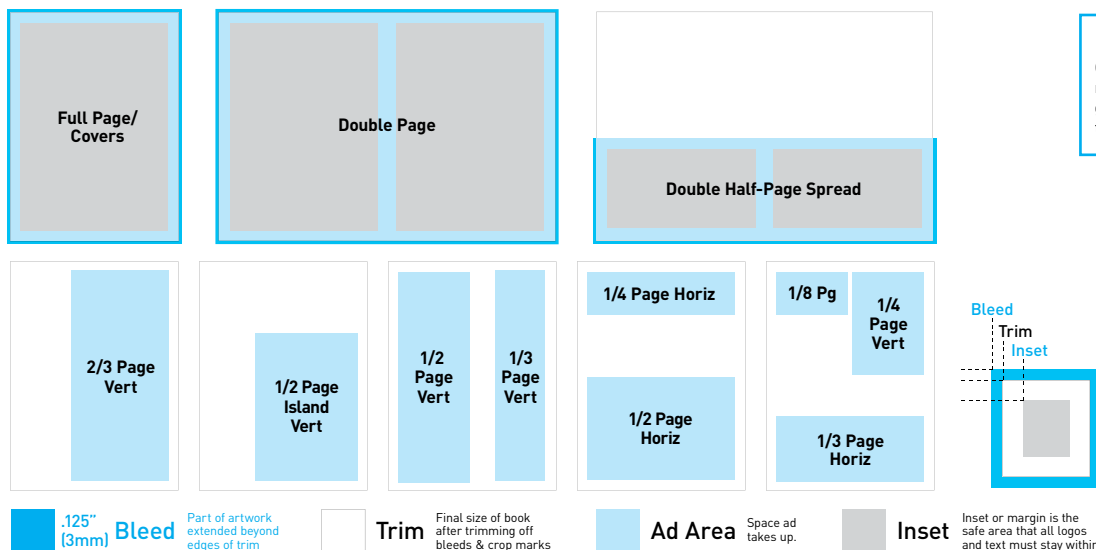 Full Page/
Covers
Double Page
Double Half-Page Spread
2/3 Page
Vert
1/2 Page
Island
Vert
1/2
Page
Vert
1/3
Page
Vert
1/4 Page Horiz
1/2 Page
Horiz
1/8 Pg
1/4
Page
Vert
1/3 Page
Horiz
Bleed
Trim
Inset
.125"
(3mm)
Bleed
Part of artwork
extended beyond
edges of trim
Trim
Final size of book
after trimming off
bleeds & crop marks
Ad Area
Space ad
takes up.
Inset
Inset or margin is the
safe area that all logos
and text must stay within